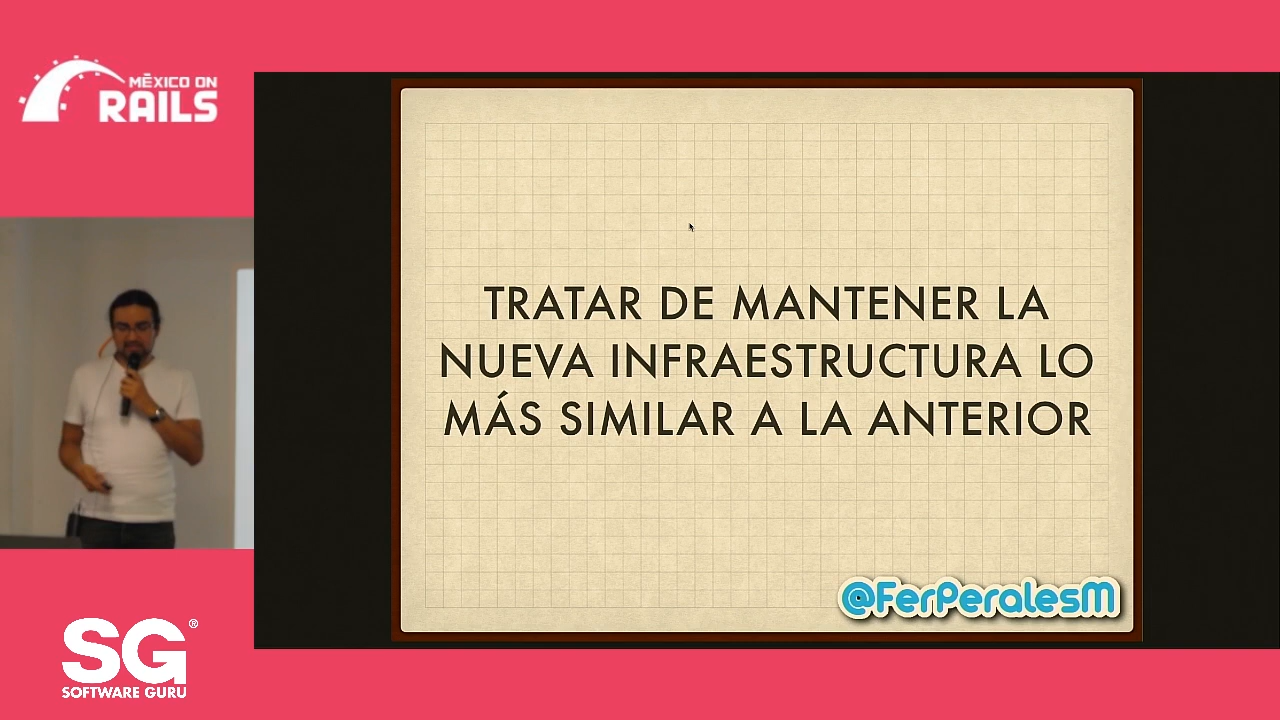 MÉXICO ON
RAILS
TRATAR DE MANTENER LA
NUEVA INFRAESTRUCTURA LO
MÁS SIMILAR A LA ANTERIOR
@FerPeralesM
SG®
SOFTWARE GURU